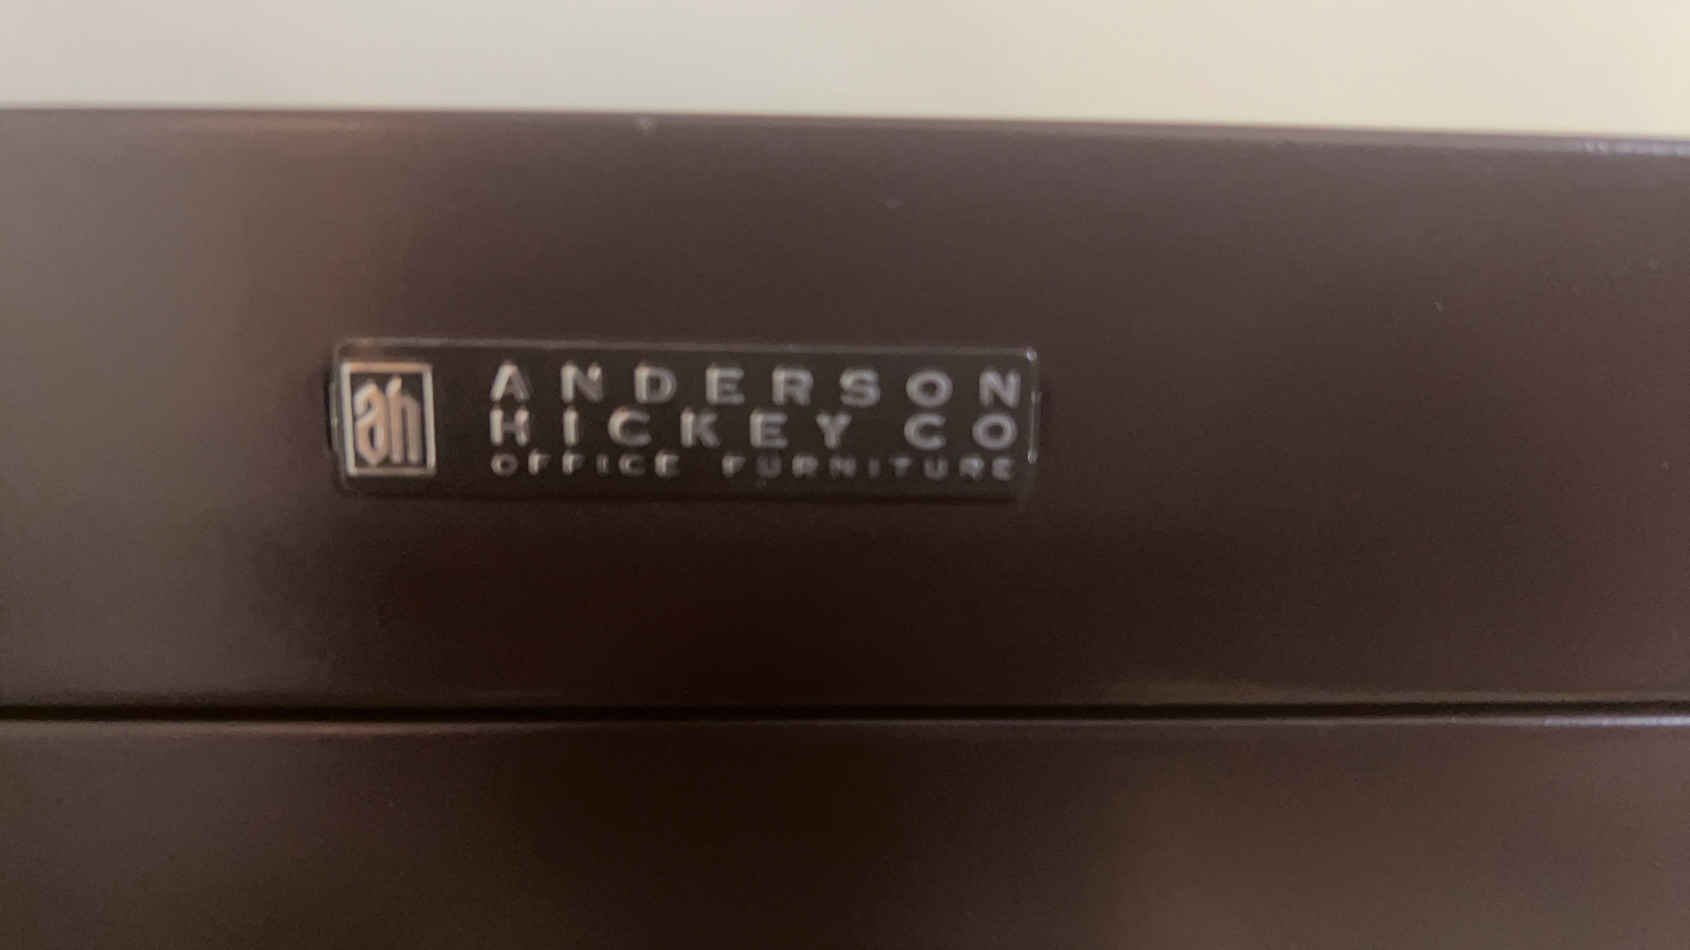 ah
ANDERSON
HICKEY CO
OFFICE FURNITURE